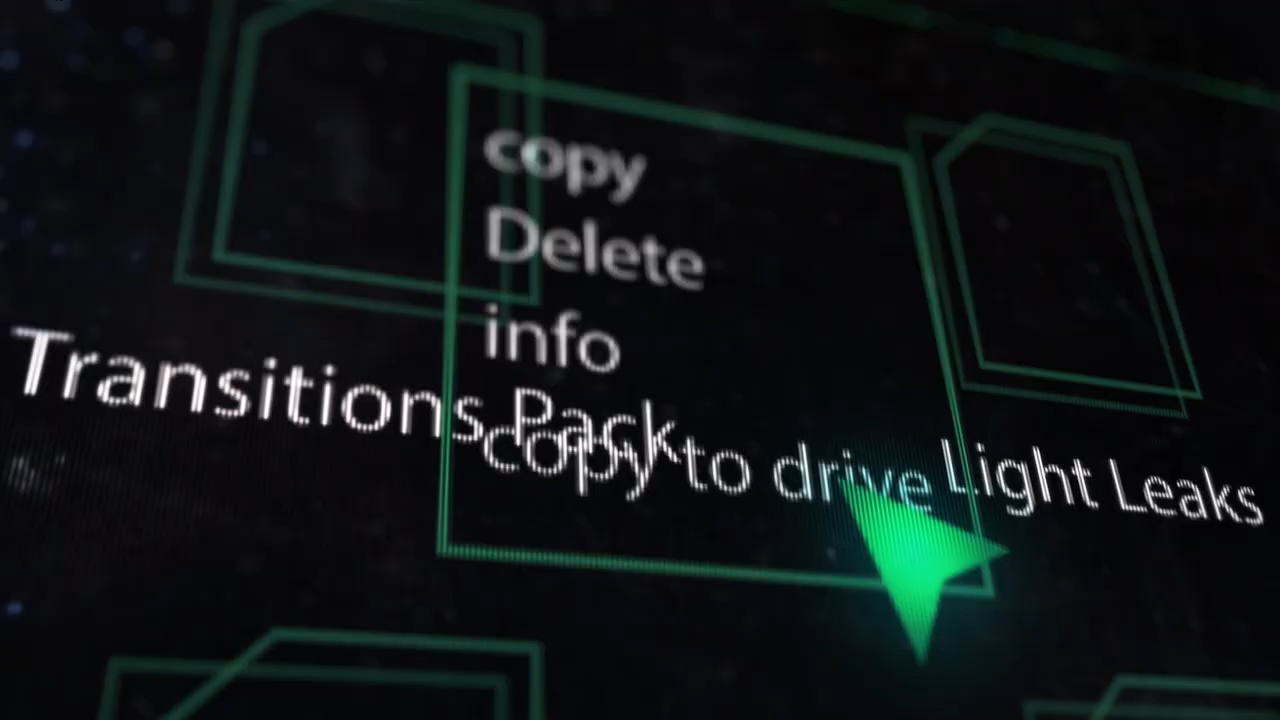 copy
Delete
info
Transitions Pack
copy to drive
Light Leaks